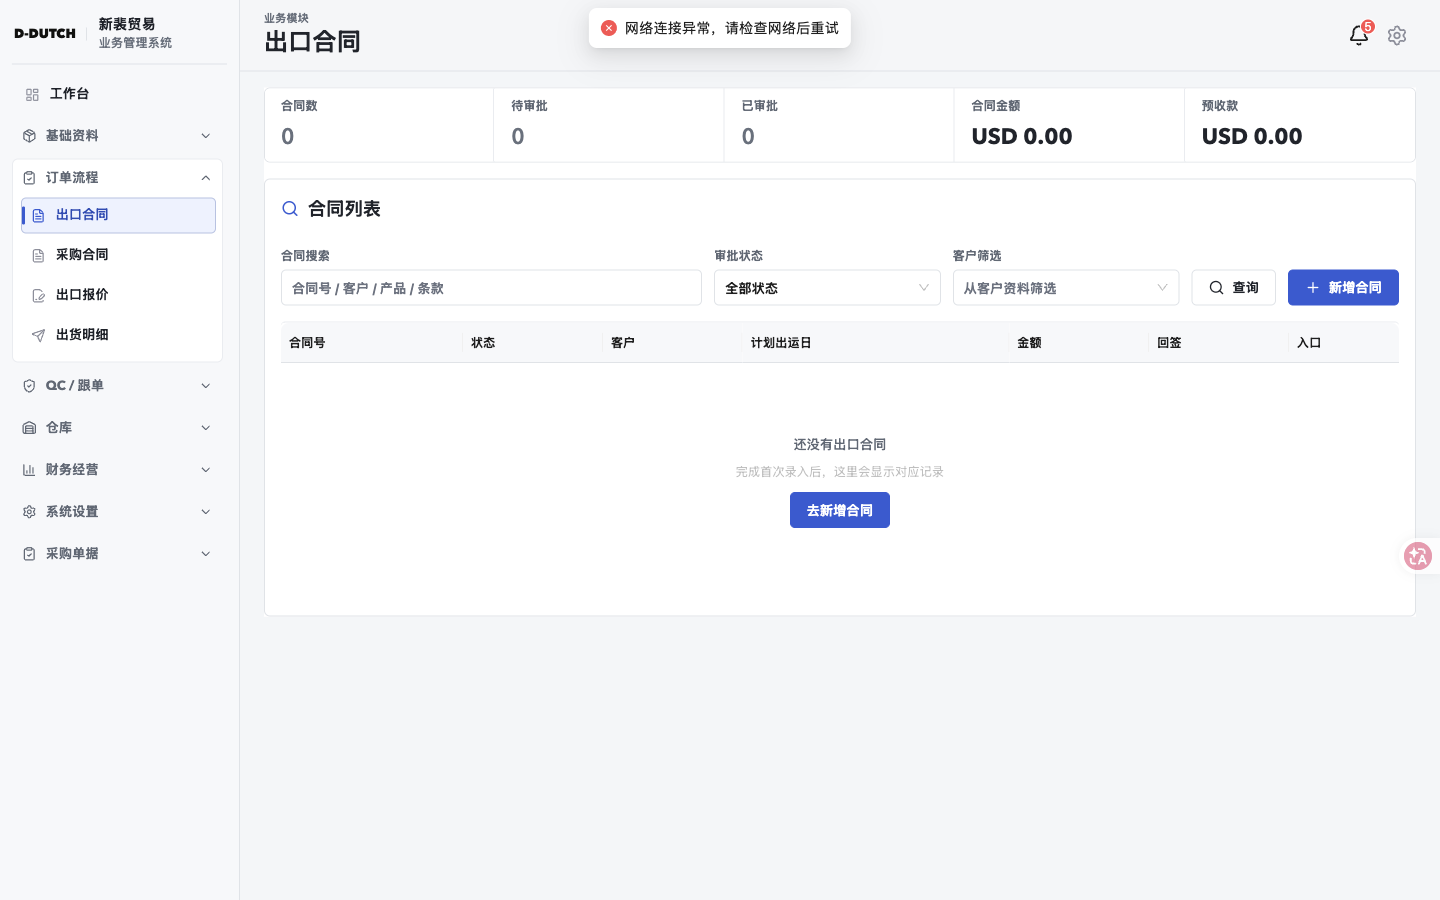 D-DUTCH
新裴贸易
业务管理系统
工作台
基础资料
订单流程
出口合同
采购合同
出口报价
出货明细
QC / 跟单
仓库
财务经营
系统设置
采购单据
业务模块
出口合同
网络连接异常，请检查网络后重试
5
合同数
0
待审批
0
已审批
0
合同金额
USD 0.00
预收款
USD 0.00
合同列表
合同搜索
合同号 / 客户 / 产品 / 条款
审批状态
全部状态
客户筛选
从客户资料筛选
查询
新增合同
合同号
状态
客户
计划出运日
金额
回签
入口
还没有出口合同
完成首次录入后，这里会显示对应记录
去新增合同